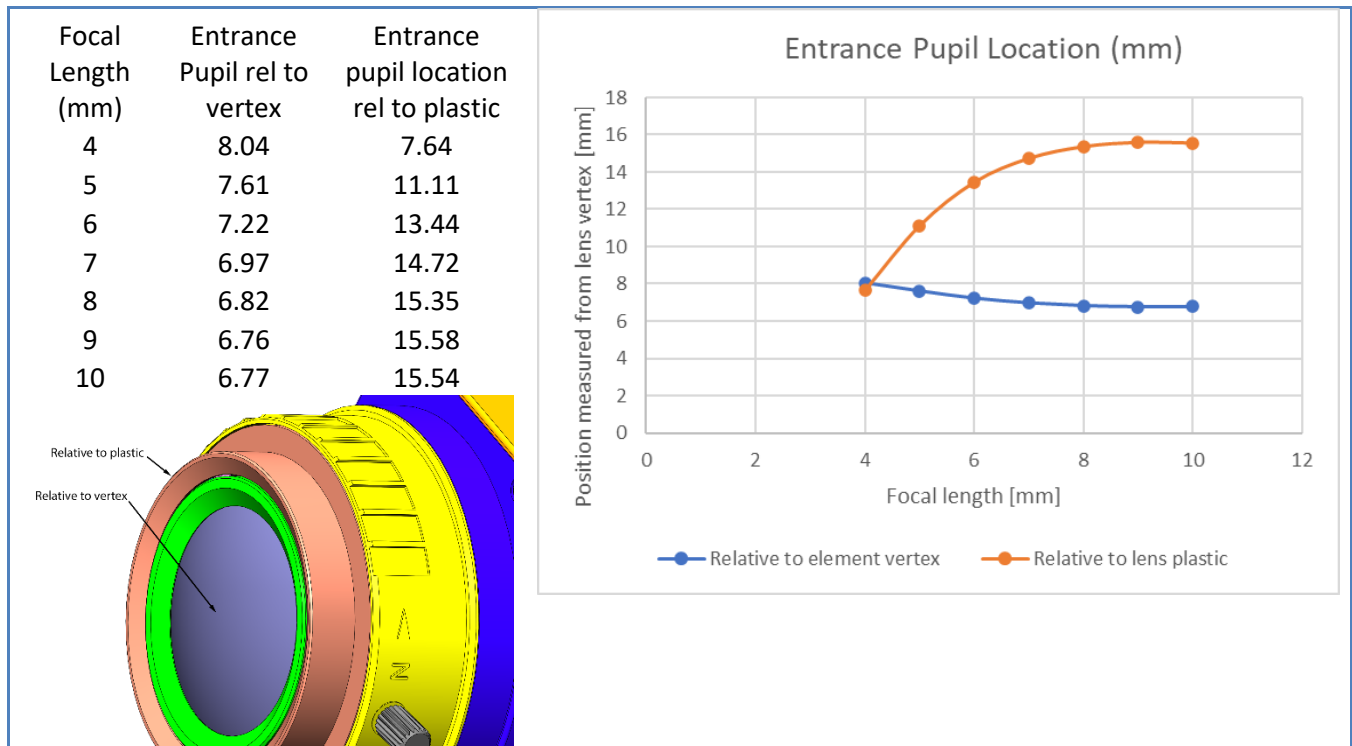 Focal Length (mm) Entrance Pupil rel to vertex Entrance pupil location rel to plastic
4 8.04 7.64
5 7.61 11.11
6 7.22 13.44
7 6.97 14.72
8 6.82 15.35
9 6.76 15.58
10 6.77 15.54
Relative to plastic
Relative to vertex
N
Entrance Pupil Location (mm)
Position measured from lens vertex [mm]
18
16
14
12
10
8
6
4
2
0
0 2 4 6 8 10 12
Focal length [mm]
Relative to element vertex Relative to lens plastic